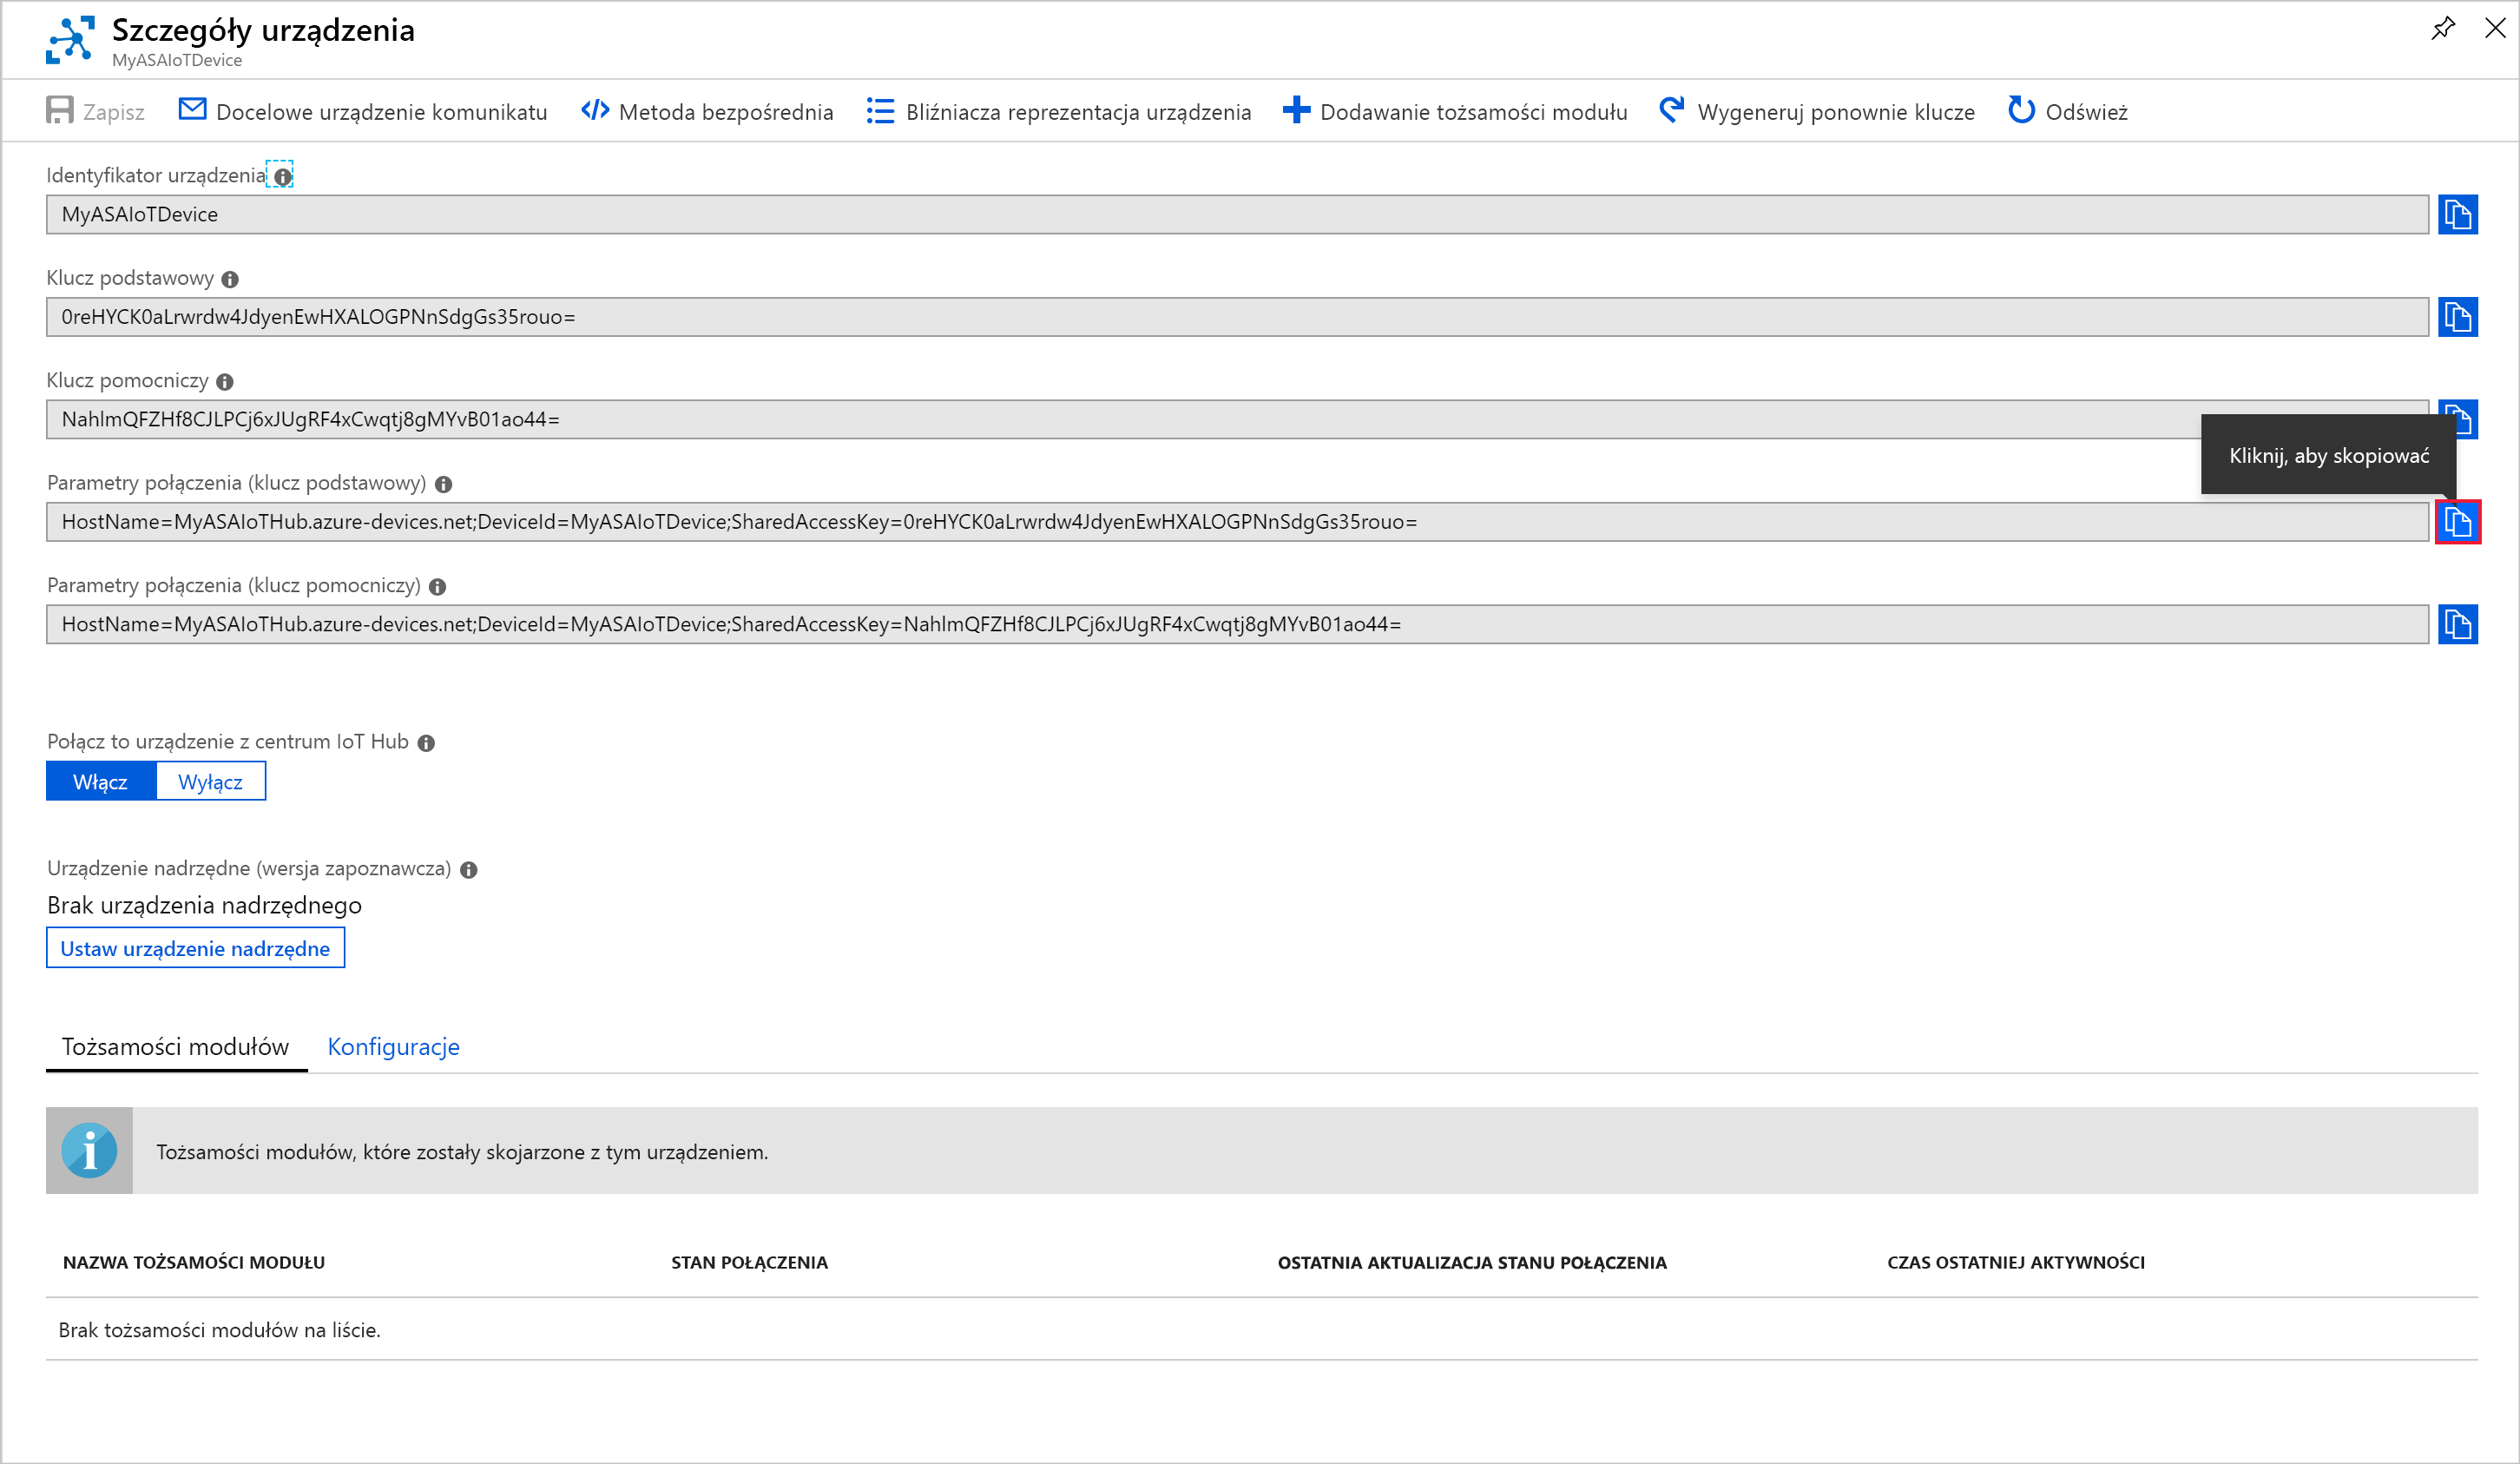 Szczegóły urządzenia
MyASAIoTDevice
Zapisz Docelowe urządzenie komunikatu Metoda bezpośrednia Bliźniacza reprezentacja urządzenia Dodawanie tożsamości modułu Wygeneruj ponownie klucze Odśwież
Identyfikator urządzenia
MyASAIoTDevice
Klucz podstawowy
0reHYCK0aLrwrdw4JdyenEwHXALOGPNnSdgGs35rouo=
Klucz pomocniczy
NahlmQFZHf8CJLPCj6xJUgRF4xCwqtj8gMYvB01ao44=
Kliknij, aby skopiować
Parametry połączenia (klucz podstawowy)
HostName=MyASAIoTHub.azure-devices.net;DeviceId=MyASAIoTDevice;SharedAccessKey=0reHYCK0aLrwrdw4JdyenEwHXALOGPNnSdgGs35rouo=
Parametry połączenia (klucz pomocniczy)
HostName=MyASAIoTHub.azure-devices.net;DeviceId=MyASAIoTDevice;SharedAccessKey=NahlmQFZHf8CJLPCj6xJUgRF4xCwqtj8gMYvB01ao44=
Połącz to urządzenie z centrum IoT Hub
Włącz Wyłącz
Urządzenie nadrzędne (wersja zapoznawcza)
Brak urządzenia nadrzędnego
Ustaw urządzenie nadrzędne
Tożsamości modułów Konfiguracje
Tożsamości modułów, które zostały skojarzone z tym urządzeniem.
NAZWA TOŻSAMOŚCI MODUŁU STAN POŁĄCZENIA OSTATNIA AKTUALIZACJA STANU POŁĄCZENIA CZAS OSTATNIEJ AKTYWNOŚCI
Brak tożsamości modułów na liście.